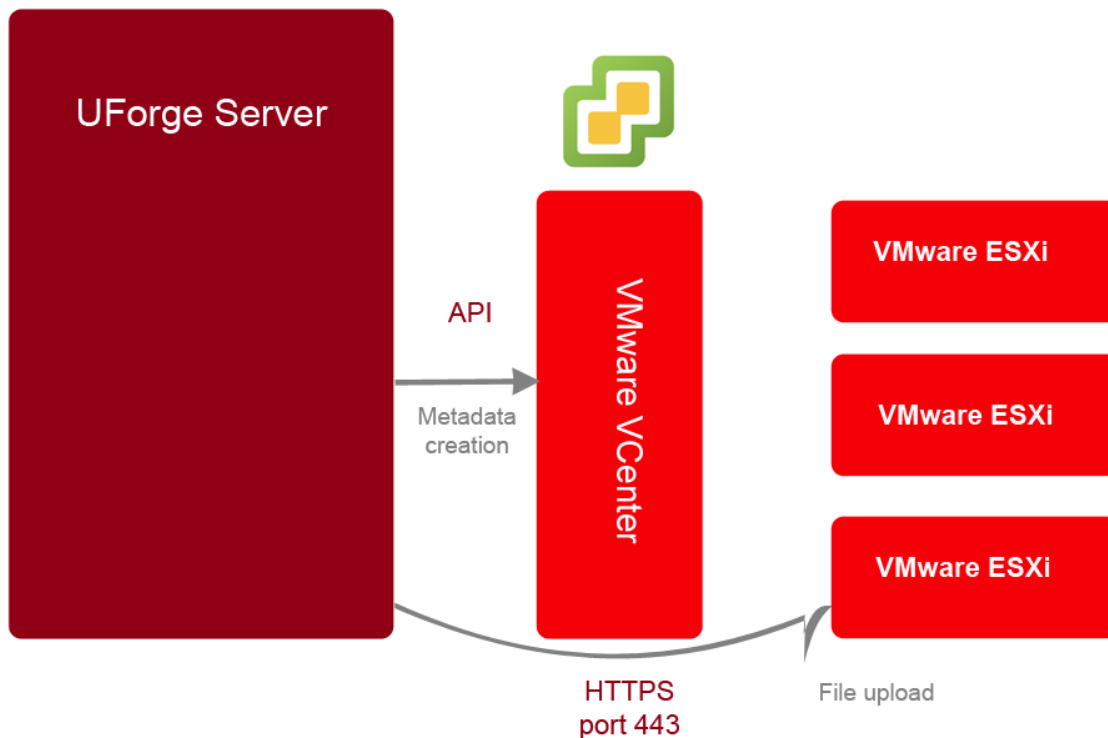 UForge Server
API
Metadata
creation
VMware VCenter
VMware ESXi
VMware ESXi
VMware ESXi
HTTPS
port 443
File upload